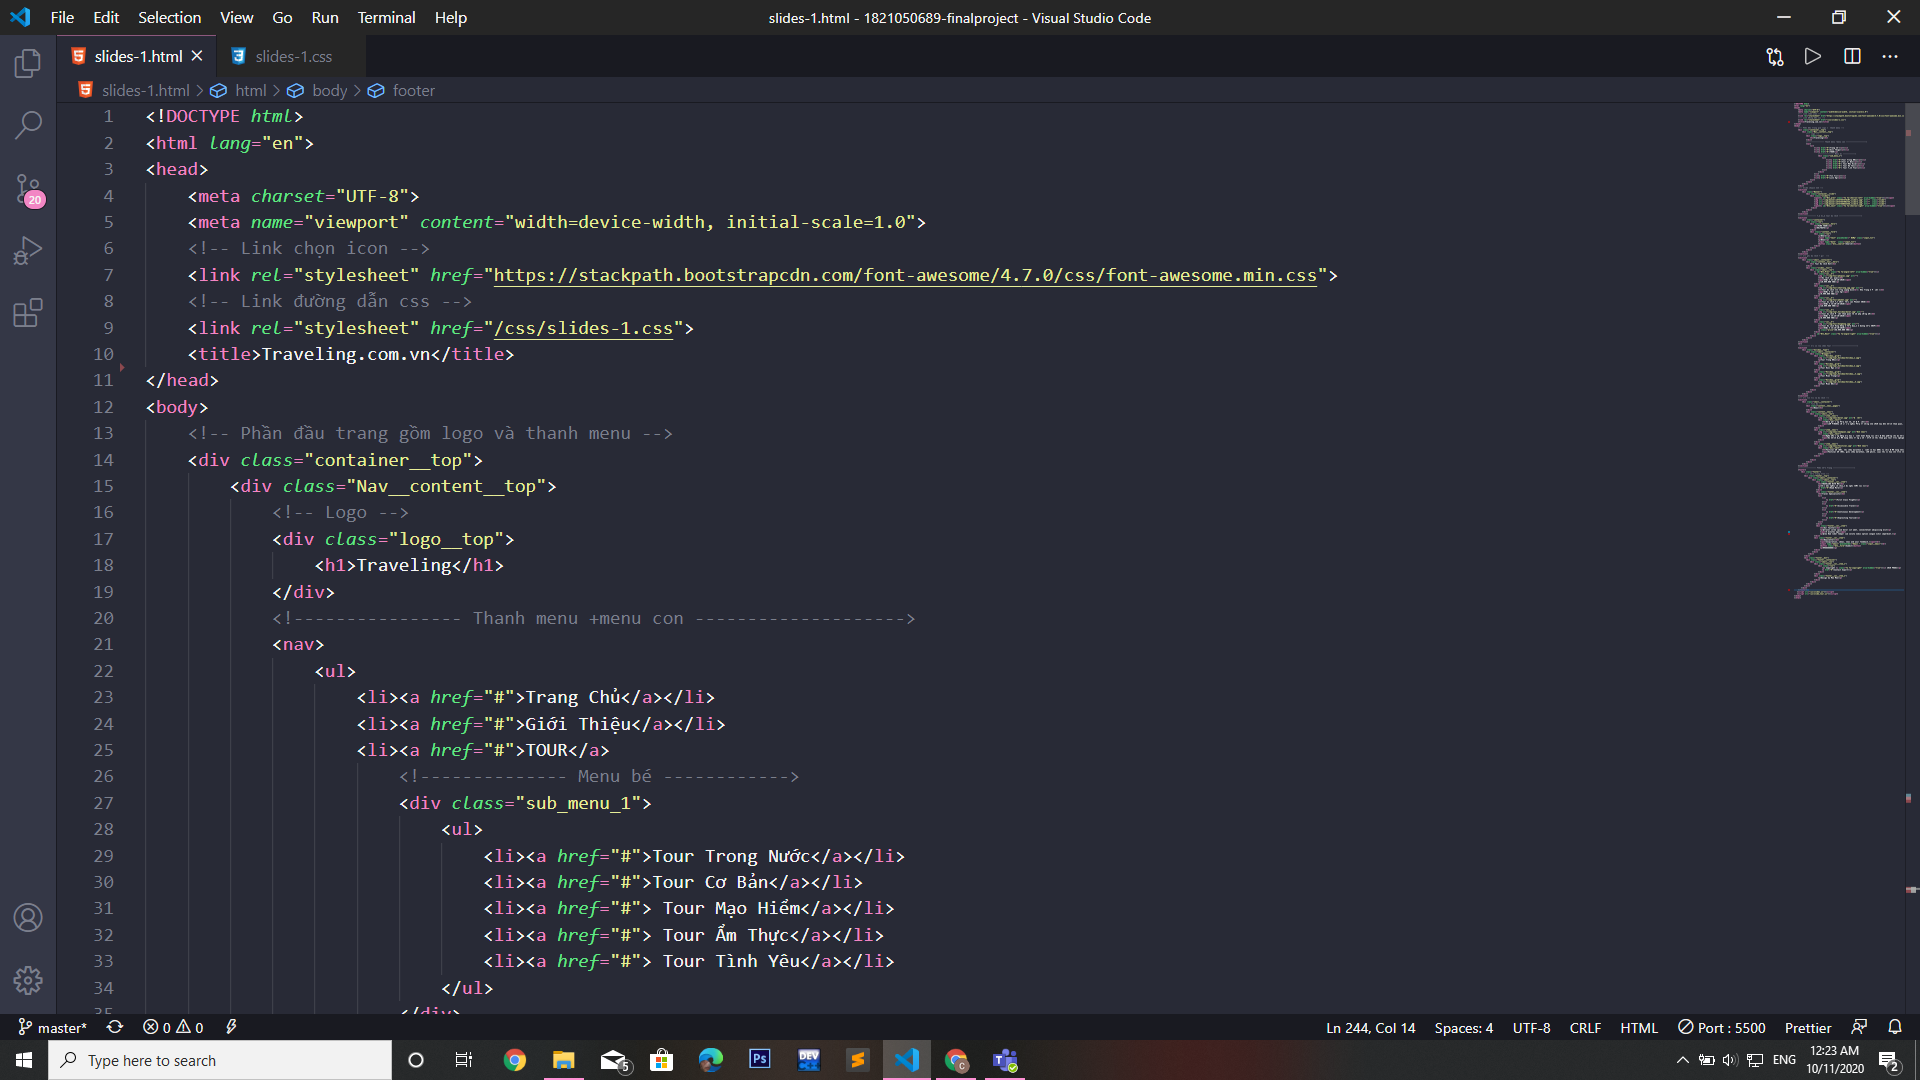 File Edit Selection View Go Run Terminal Help
slides-1.html - 1821050689-finalproject - Visual Studio Code
slides-1.html
slides-1.css
slides-1.html > html > body > footer
1 <!DOCTYPE html>
2 <html lang="en">
3 <head>
4 <meta charset="UTF-8">
5 <meta name="viewport" content="width=device-width, initial-scale=1.0">
6 <!-- Link chọn icon -->
7 <link rel="stylesheet" href="https://stackpath.bootstrapcdn.com/font-awesome/4.7.0/css/font-awesome.min.css">
8 <!-- Link đường dẫn css -->
9 <link rel="stylesheet" href="/css/slides-1.css">
10 <title>Traveling.com.vn</title>
11 </head>
12 <body>
13 <!-- Phần đầu trang gồm logo và thanh menu -->
14 <div class="container__top">
15 <div class="Nav__content__top">
16 <!-- Logo -->
17 <div class="logo__top">
18 <h1>Traveling</h1>
19 </div>
20 <!---------------- Thanh menu +menu con -------------------->
21 <nav>
22 <ul>
23 <li><a href="#">Trang Chủ</a></li>
24 <li><a href="#">Giới Thiệu</a></li>
25 <li><a href="#">TOUR</a>
26 <!-------------- Menu bé ------------>
27 <div class="sub_menu_1">
28 <ul>
29 <li><a href="#">Tour Trong Nước</a></li>
30 <li><a href="#">Tour Cơ Bản</a></li>
31 <li><a href="#"> Tour Mạo Hiểm</a></li>
32 <li><a href="#"> Tour Ẩm Thực</a></li>
33 <li><a href="#"> Tour Tình Yêu</a></li>
34 </ul>
35 </div>
20
master* 0 0
Ln 244, Col 14 Spaces: 4 UTF-8 CRLF HTML Port : 5500 Prettier
Type here to search
5
Ps
DEV
ENG
12:23 AM
10/11/2020
2